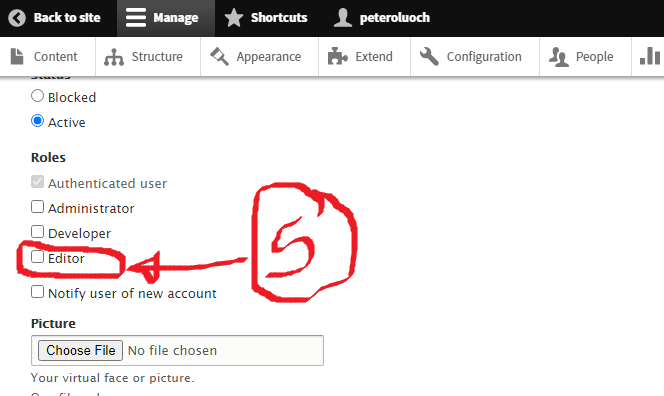 Back to site Manage Shortcuts peteroluoch
Content Structure Appearance Extend Configuration People
Status
Blocked
Active
Roles
Authenticated user
Administrator
Developer
Editor
5
Notify user of new account
Picture
Choose File No file chosen
Your virtual face or picture.